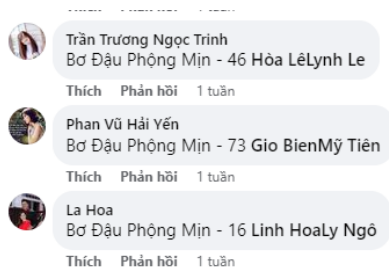 Trần Trương Ngọc Trinh
Bơ Đậu Phộng Mịn - 46 Hòa LêLynh Le
Thích Phản hồi 1 tuần
Phan Vũ Hải Yến
Bơ Đậu Phộng Mịn - 73 Gio BienMỹ Tiên
Thích Phản hồi 1 tuần
La Hoa
Bơ Đậu Phộng Mịn - 16 Linh HoaLy Ngô
Thích Phản hồi 1 tuần